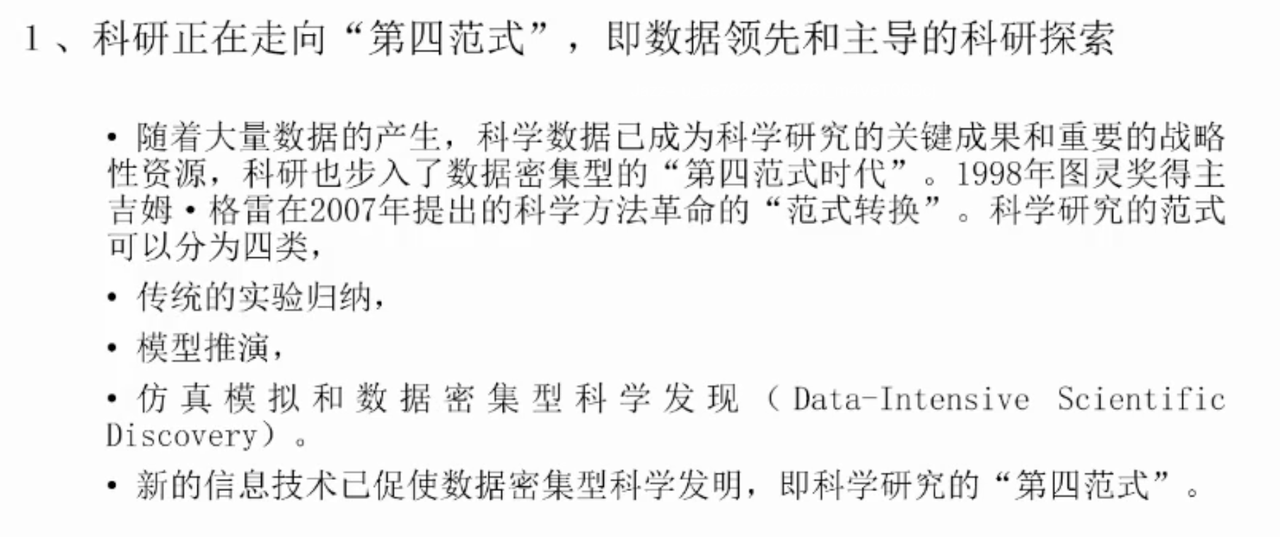 1、科研正在走向“第四范式”，即数据领先和主导的科研探索
• 随着大量数据的产生，科学数据已成为科学研究的关键成果和重要的战略
性资源，科研也步入了数据密集型的“第四范式时代”。1998年图灵奖得主
吉姆•格雷在2007年提出的科学方法革命的“范式转换”。科学研究的范式
可以分为四类，
• 传统的实验归纳，
• 模型推演，
• 仿真模拟和数据密集型科学发现（Data-Intensive Scientific
Discovery）。
• 新的信息技术已促使数据密集型科学发明，即科学研究的“第四范式”。